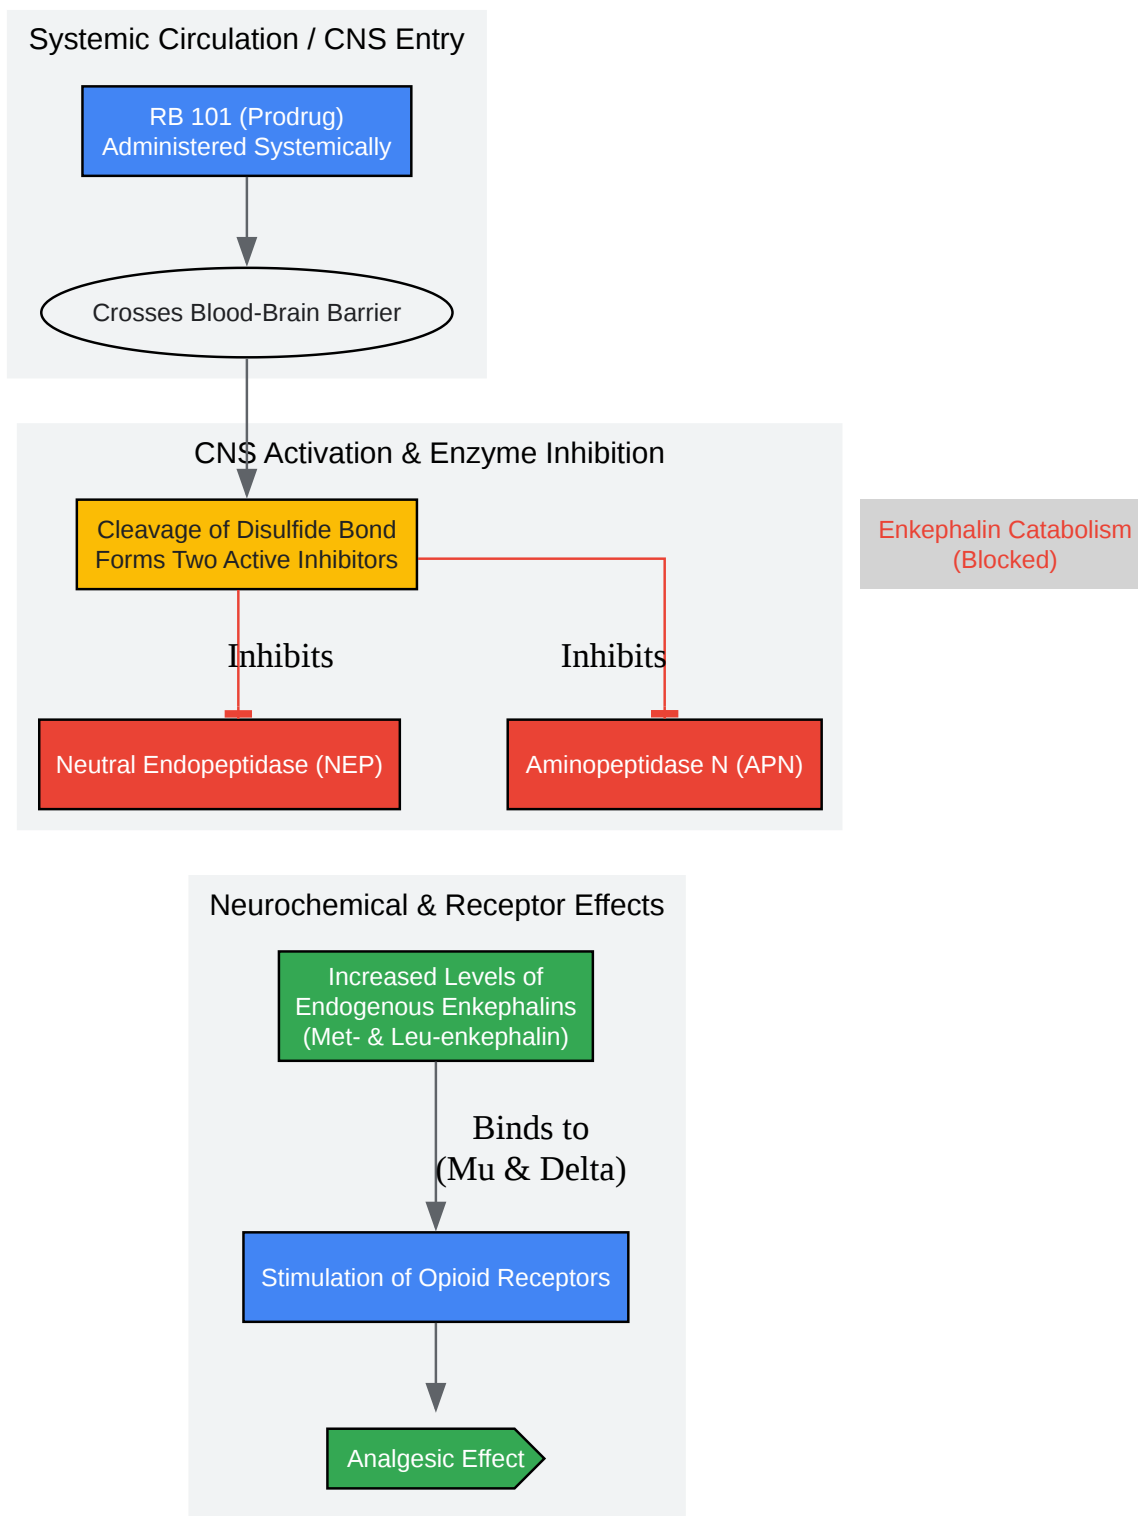 Systemic Circulation / CNS Entry
RB 101 (Prodrug)
Administered Systemically
Crosses Blood-Brain Barrier
CNS Activation & Enzyme Inhibition
Cleavage of Disulfide Bond
Forms Two Active Inhibitors
Enkephalin Catabolism
(Blocked)
Inhibits
Inhibits
Neutral Endopeptidase (NEP)
Aminopeptidase N (APN)
Neurochemical & Receptor Effects
Increased Levels of
Endogenous Enkephalins
(Met- & Leu-enkephalin)
Binds to
(Mu & Delta)
Stimulation of Opioid Receptors
Analgesic Effect